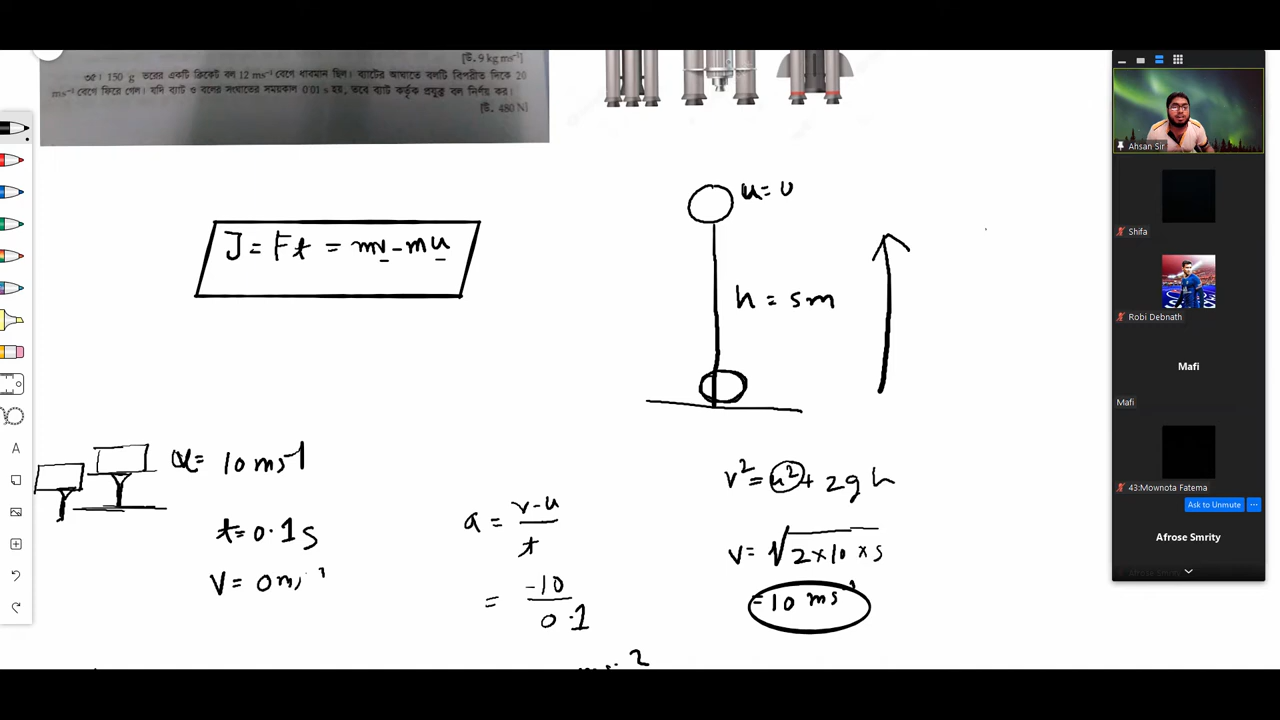 [উ. 9 kg ms⁻¹]
৩৫। 150 g ভরের একটি ক্রিকেট বল 12 ms⁻¹ বেগে ধাবমান ছিল। ব্যাটের আঘাতে বলটি বিপরীত দিকে 20
ms⁻¹ বেগে ফিরে গেল। যদি ব্যাট ও বলের সংঘাতের সময়কাল 0.01 s হয়, তবে ব্যাট কর্তৃক প্রযুক্ত বল নির্ণয় কর।
[উ. 480 N]
J = Ft = mv - mu
u = 0
h = 5m
u = 10 ms⁻¹
t = 0.1 s
v = 0 ms⁻¹
a = v-u / t
= -10 / 0.1
v² = u² + 2gh
v = √2×10×5
= 10 ms⁻¹
Ahsan Sir
Shifa
Robi Debnath
Mafi
Mafi
43:Mownota Fatema
Ask to Unmute
Afrose Smrity
A